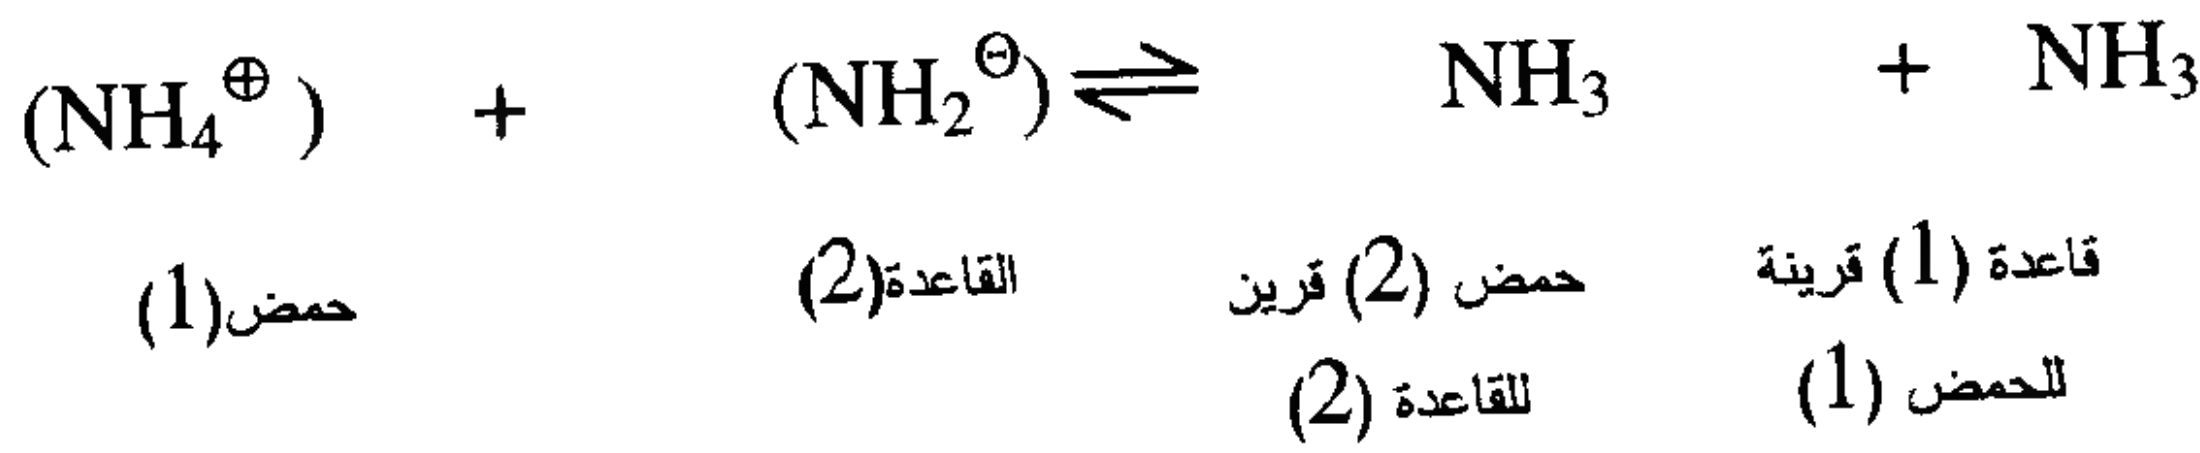 (NH₄⊕ ) + (NH₂⊖) ⇌ NH₃ + NH₃
حمض(1) القاعدة(2) حمض (2) قرين قاعدة (1) قرينة
للقاعدة (2) للحمض (1)